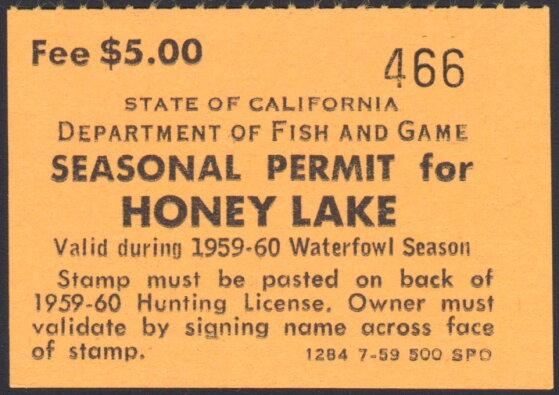 Fee $5.00 466
STATE OF CALIFORNIA
DEPARTMENT OF FISH AND GAME
SEASONAL PERMIT for
HONEY LAKE
Valid during 1959-60 Waterfowl Season
Stamp must be pasted on back of
1959-60 Hunting License. Owner must
validate by signing name across face
of stamp. 1284 7-59 500 SPO